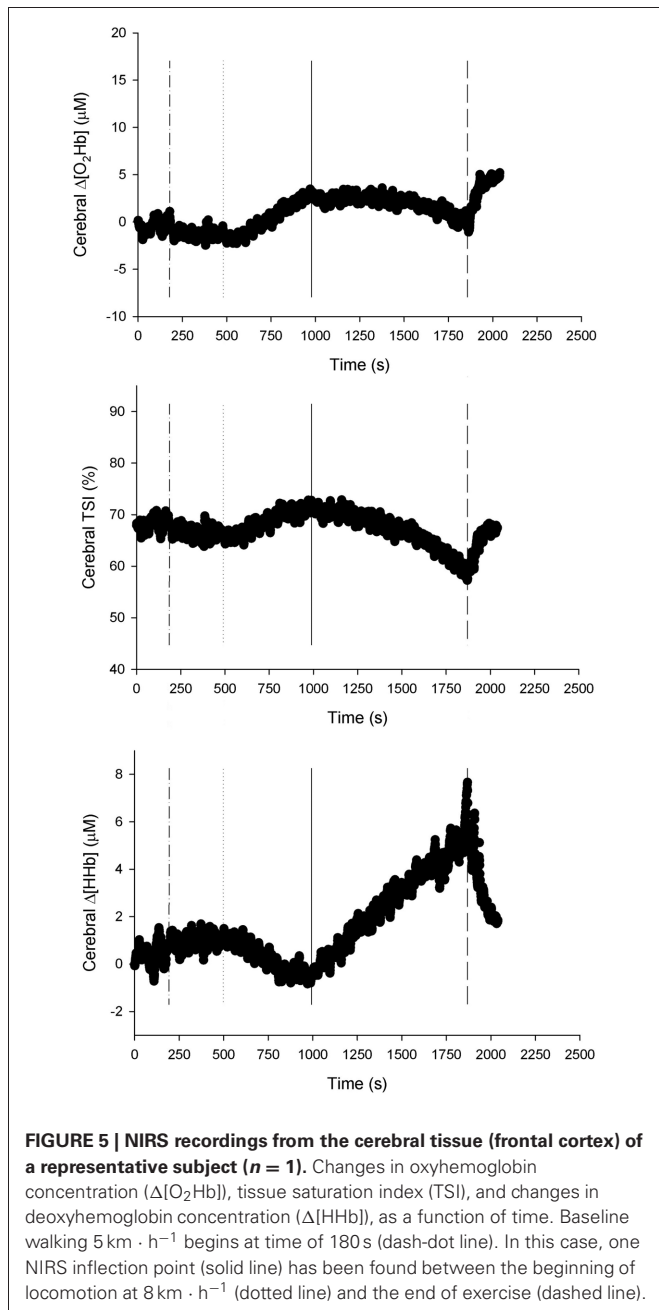 20
15
10
5
0
-5
-10
Cerebral Δ[O₂Hb] (μM)
0 250 500 750 1000 1250 1500 1750 2000 2250 2500
Time (s)
90
80
70
60
50
40
Cerebral TSI (%)
0 250 500 750 1000 1250 1500 1750 2000 2250 2500
Time (s)
8
6
4
2
0
-2
Cerebral Δ[HHb] (μM)
0 250 500 750 1000 1250 1500 1750 2000 2250 2500
Time (s)
FIGURE 5 | NIRS recordings from the cerebral tissue (frontal cortex) of
a representative subject (n = 1). Changes in oxyhemoglobin
concentration (Δ[O₂Hb]), tissue saturation index (TSI), and changes in
deoxyhemoglobin concentration (Δ[HHb]), as a function of time. Baseline
walking 5 km · h⁻¹ begins at time of 180 s (dash-dot line). In this case, one
NIRS inflection point (solid line) has been found between the beginning of
locomotion at 8 km · h⁻¹ (dotted line) and the end of exercise (dashed line).